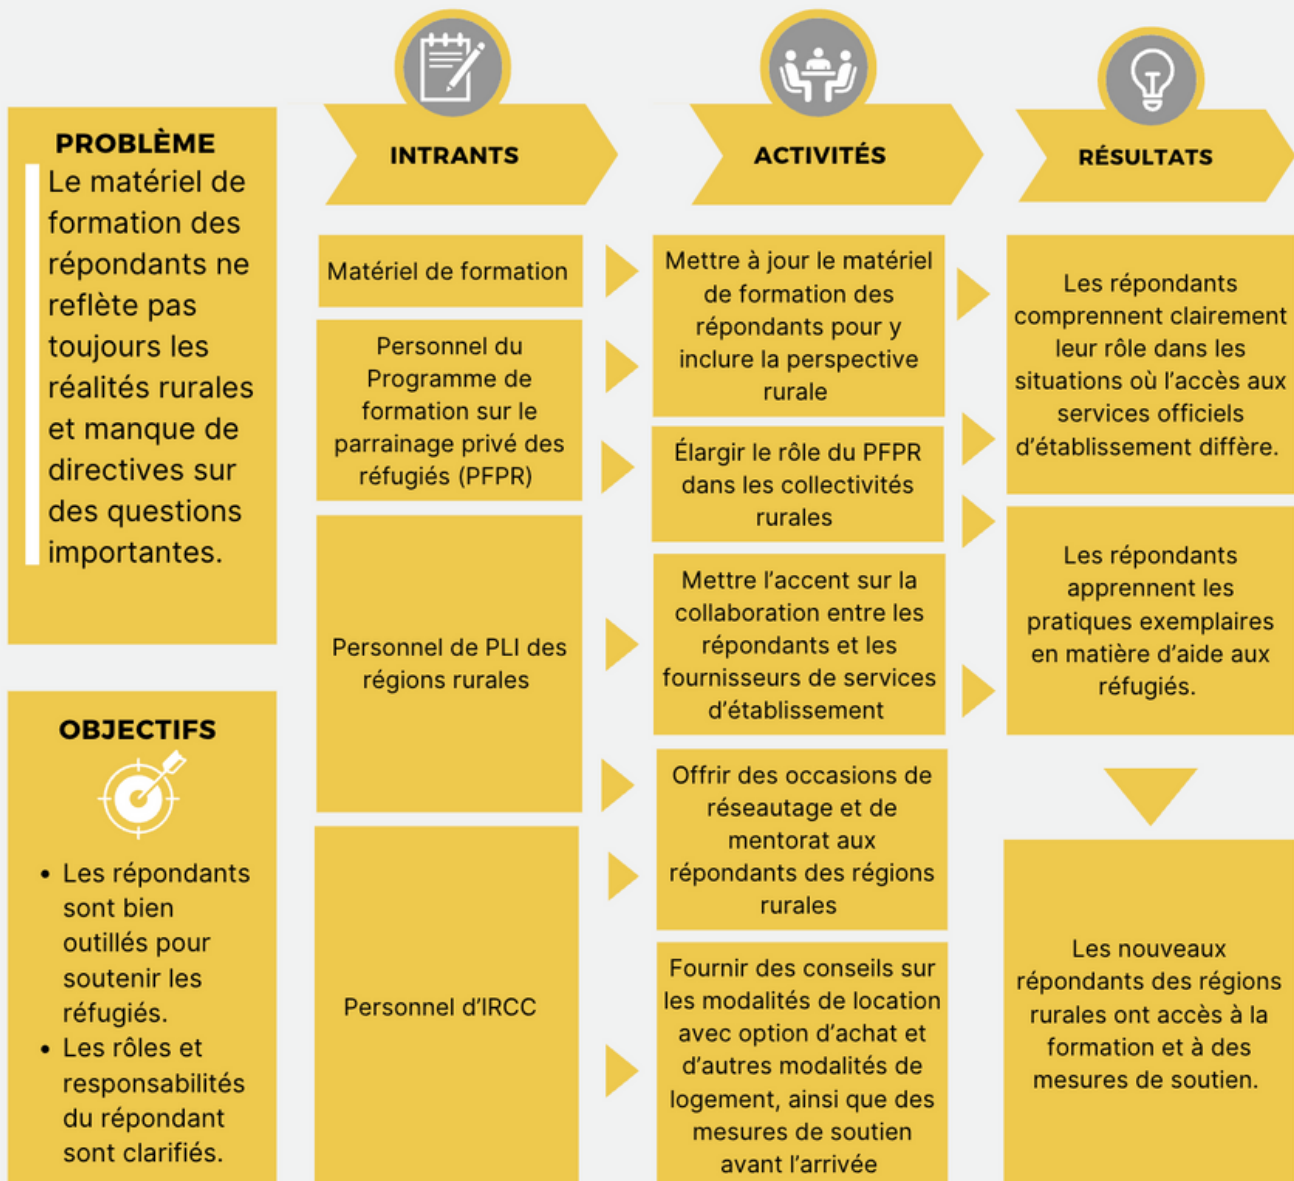 PROBLÈME
Le matériel de
formation des
répondants ne
reflète pas
toujours les
réalités rurales
et manque de
directives sur
des questions
importantes.
OBJECTIFS
• Les répondants
sont bien
outillés pour
soutenir les
réfugiés.
• Les rôles et
responsabilités
du répondant
sont clarifiés.
INTRANTS
Matériel de formation
Personnel du
Programme de
formation sur le
parrainage privé des
réfugiés (PFPR)
Personnel de PLI des
régions rurales
Personnel d’IRCC
ACTIVITÉS
Mettre à jour le matériel
de formation des
répondants pour y
inclure la perspective
rurale
Élargir le rôle du PFPR
dans les collectivités
rurales
Mettre l’accent sur la
collaboration entre les
répondants et les
fournisseurs de services
d’établissement
Offrir des occasions de
réseautage et de
mentorat aux
répondants des régions
rurales
Fournir des conseils sur
les modalités de location
avec option d’achat et
d’autres modalités de
logement, ainsi que des
mesures de soutien
avant l’arrivée
RÉSULTATS
Les répondants
comprennent clairement
leur rôle dans les
situations où l’accès aux
services officiels
d’établissement diffère.
Les répondants
apprennent les
pratiques exemplaires
en matière d’aide aux
réfugiés.
Les nouveaux
répondants des régions
rurales ont accès à la
formation et à des
mesures de soutien.